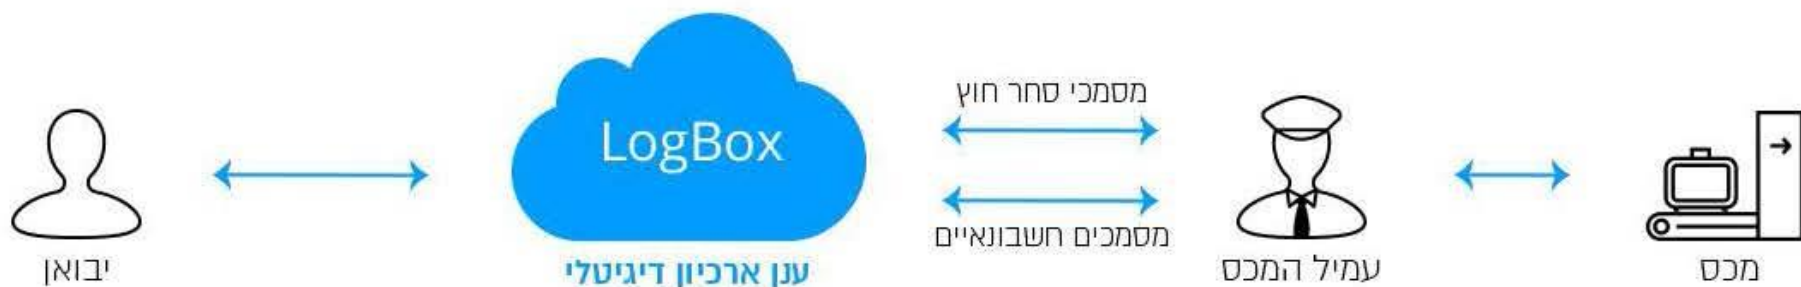 מסמכי סחר חוץ
LogBox
מסמכים חשבונאיים
מכס
עמיל המכס
ענן ארכיון דיגיטלי
יבואן